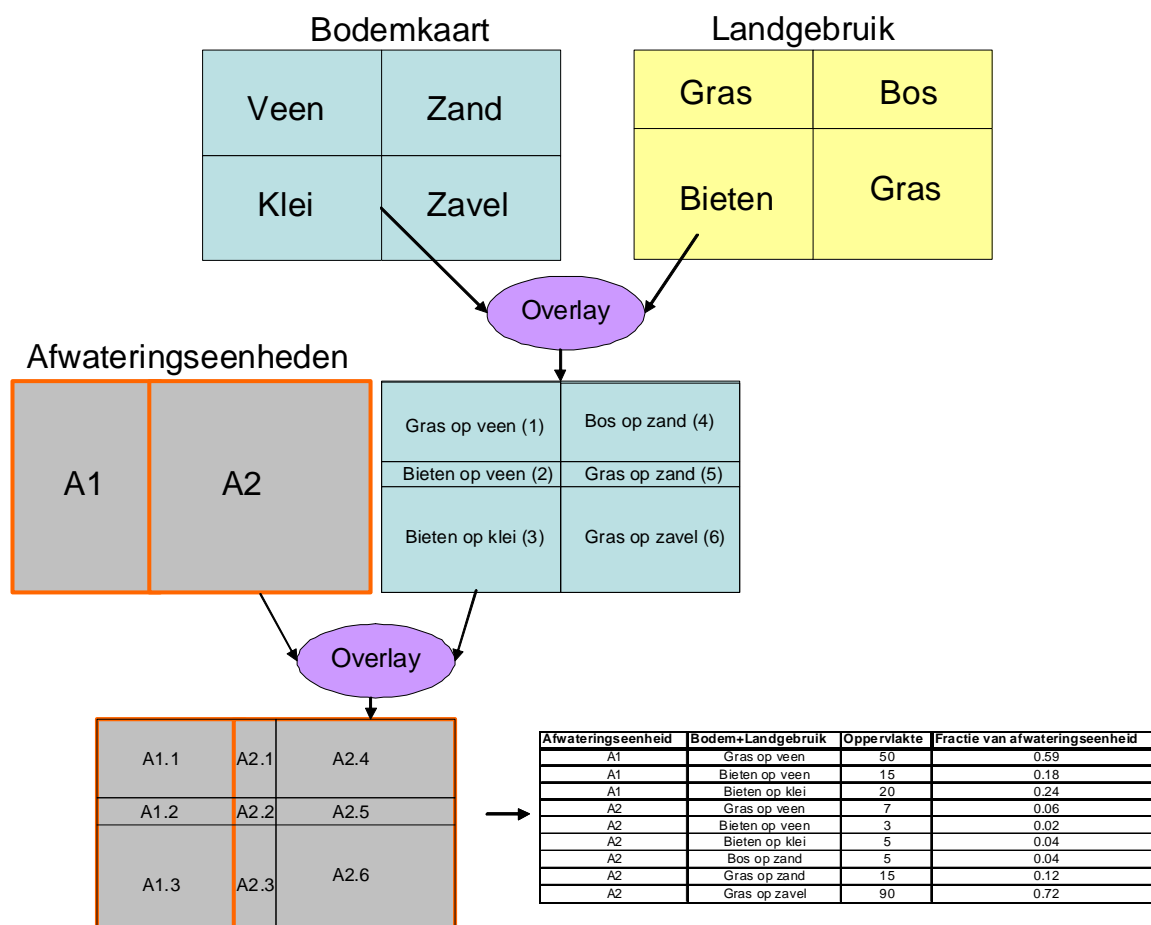 Bodemkaart
Landgebruik
Veen Zand
Klei Zavel
Gras Bos
Bieten Gras
Overlay
Afwateringseenheden
A1 A2
Gras op veen (1) Bos op zand (4)
Bieten op veen (2) Gras op zand (5)
Bieten op klei (3) Gras op zavel (6)
Overlay
A1.1 A2.1 A2.4
A1.2 A2.2 A2.5
A1.3 A2.3 A2.6
Afwateringseenheid Bodem+Landgebruik Oppervlakte Fractie van afwateringseenheid
A1 Gras op veen 50 0.59
A1 Bieten op veen 15 0.18
A1 Bieten op klei 20 0.24
A2 Gras op veen 7 0.06
A2 Bieten op veen 3 0.02
A2 Bieten op klei 5 0.04
A2 Bos op zand 5 0.04
A2 Gras op zand 15 0.12
A2 Gras op zavel 90 0.72